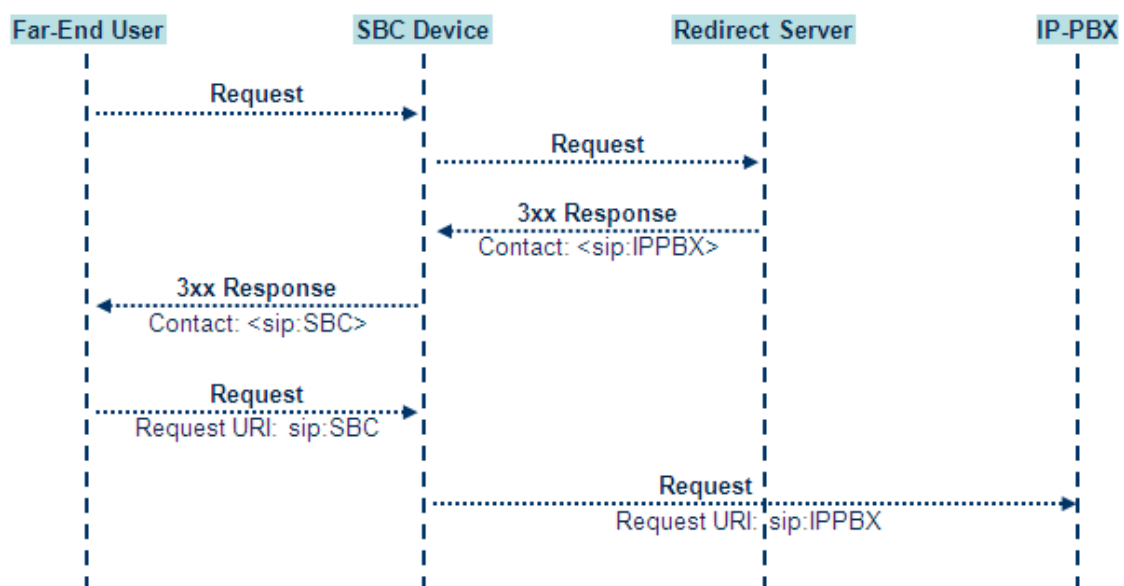 Far-End User SBC Device Redirect Server IP-PBX
Request
Request
3xx Response
Contact: <sip:IPPBX>
3xx Response
Contact: <sip:SBC>
Request
Request URI: sip:SBC
Request
Request URI: sip:IPPBX